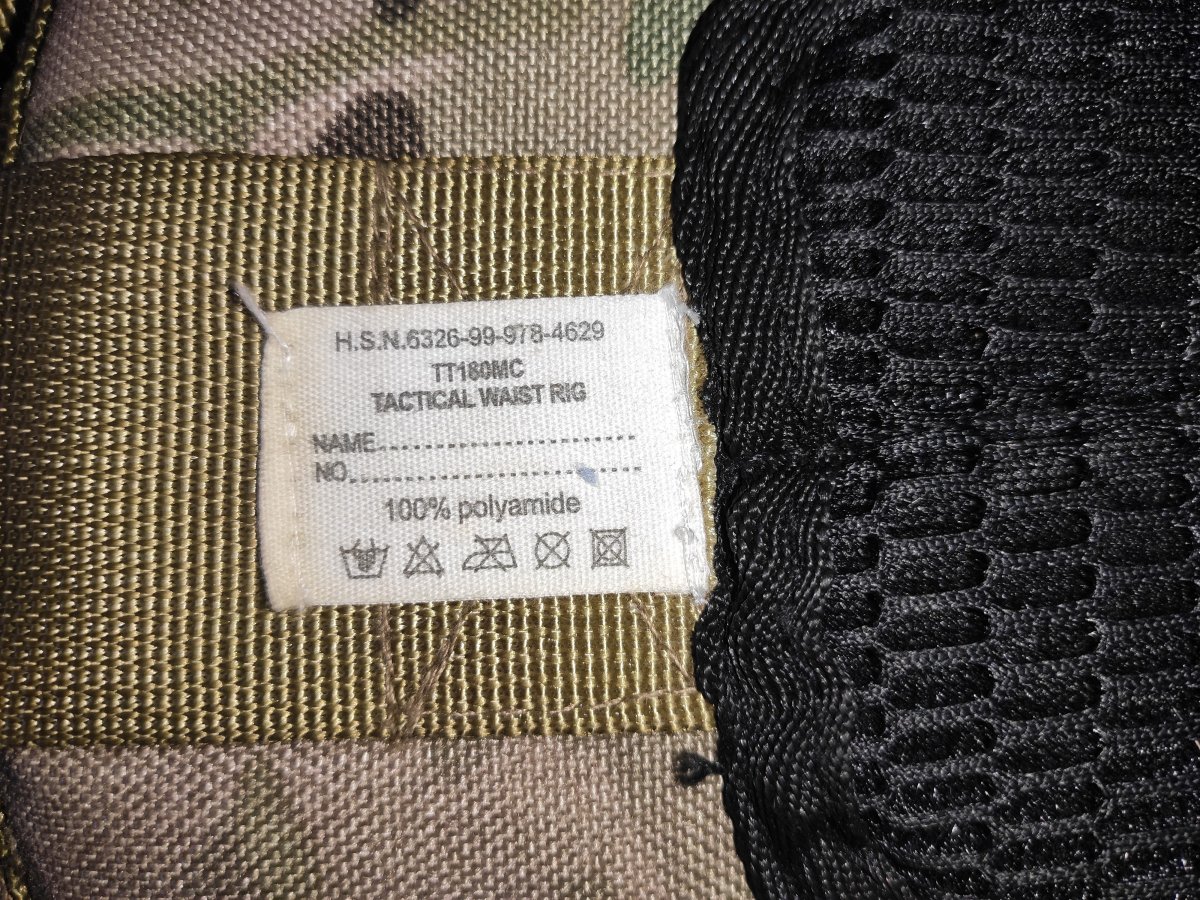 H.S.N.6326-99-978-4629
TT180MC
TACTICAL WAIST RIG
NAME.......................
NO..........................
100% polyamide